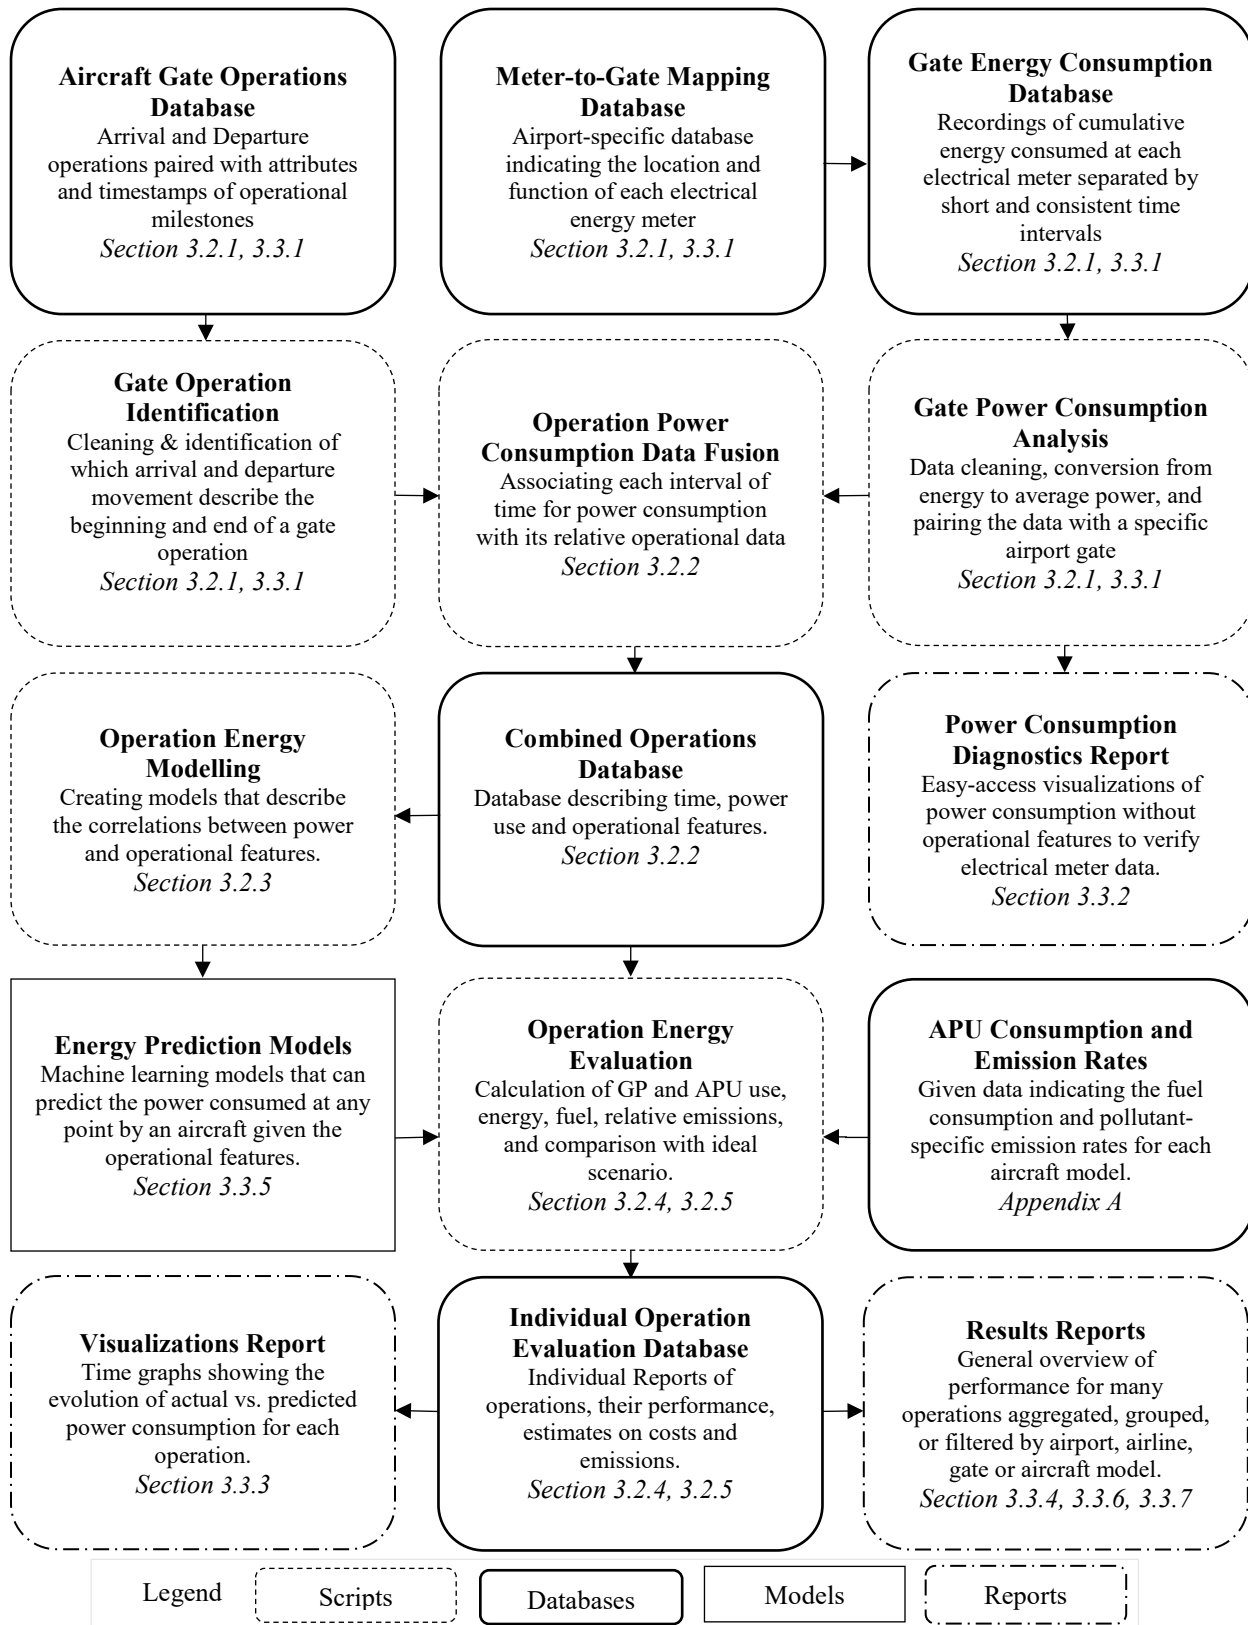 Aircraft Gate Operations
Database
Arrival and Departure
operations paired with attributes
and timestamps of operational
milestones
Section 3.2.1, 3.3.1
Meter-to-Gate Mapping
Database
Airport-specific database
indicating the location and
function of each electrical
energy meter
Section 3.2.1, 3.3.1
Gate Energy Consumption
Database
Recordings of cumulative
energy consumed at each
electrical meter separated by
short and consistent time
intervals
Section 3.2.1, 3.3.1
Gate Operation
Identification
Cleaning & identification of
which arrival and departure
movement describe the
beginning and end of a gate
operation
Section 3.2.1, 3.3.1
Operation Power
Consumption Data Fusion
Associating each interval of
time for power consumption
with its relative operational data
Section 3.2.2
Gate Power Consumption
Analysis
Data cleaning, conversion from
energy to average power, and
pairing the data with a specific
airport gate
Section 3.2.1, 3.3.1
Operation Energy
Modelling
Creating models that describe
the correlations between power
and operational features.
Section 3.2.3
Combined Operations
Database
Database describing time, power
use and operational features.
Section 3.2.2
Power Consumption
Diagnostics Report
Easy-access visualizations of
power consumption without
operational features to verify
electrical meter data.
Section 3.3.2
Energy Prediction Models
Machine learning models that can
predict the power consumed at any
point by an aircraft given the
operational features.
Section 3.3.5
Operation Energy
Evaluation
Calculation of GP and APU use,
energy, fuel, relative emissions,
and comparison with ideal
scenario.
Section 3.2.4, 3.2.5
APU Consumption and
Emission Rates
Given data indicating the fuel
consumption and pollutant-
specific emission rates for each
aircraft model.
Appendix A
Visualizations Report
Time graphs showing the
evolution of actual vs. predicted
power consumption for each
operation.
Section 3.3.3
Individual Operation
Evaluation Database
Individual Reports of
operations, their performance,
estimates on costs and
emissions.
Section 3.2.4, 3.2.5
Results Reports
General overview of
performance for many
operations aggregated, grouped,
or filtered by airport, airline,
gate or aircraft model.
Section 3.3.4, 3.3.6, 3.3.7
Legend
Scripts
Databases
Models
Reports